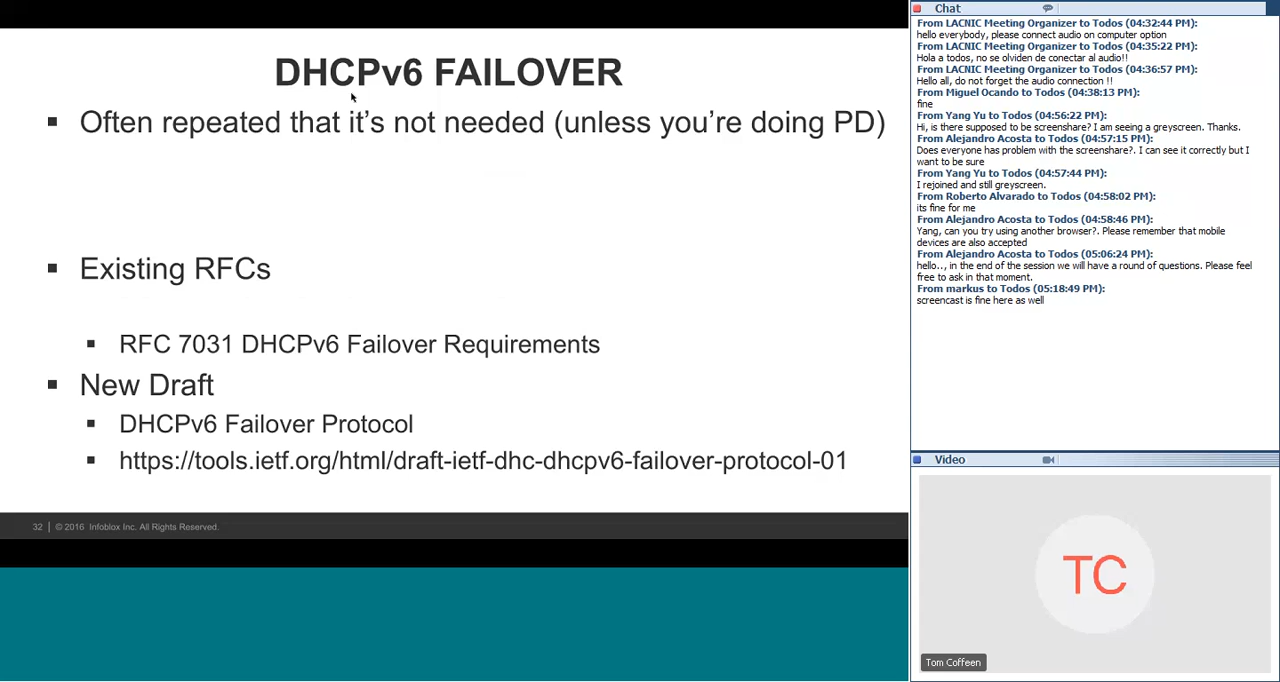 DHCPv6 FAILOVER
▪ Often repeated that it's not needed (unless you're doing PD)
▪ Existing RFCs
▪ RFC 7031 DHCPv6 Failover Requirements
▪ New Draft
▪ DHCPv6 Failover Protocol
▪ https://tools.ietf.org/html/draft-ietf-dhc-dhcpv6-failover-protocol-01
32 | © 2016 Infoblox Inc. All Rights Reserved.
Chat
From LACNIC Meeting Organizer to Todos (04:32:44 PM):
hello everybody, please connect audio on computer option
From LACNIC Meeting Organizer to Todos (04:35:22 PM):
Hola a todos, no se olviden de conectar al audio!!
From LACNIC Meeting Organizer to Todos (04:36:57 PM):
Hello all, do not forget the audio connection !!
From Miguel Ocando to Todos (04:38:13 PM):
fine
From Yang Yu to Todos (04:56:22 PM):
Hi, is there supposed to be screenshare? I am seeing a greyscreen. Thanks.
From Alejandro Acosta to Todos (04:57:15 PM):
Does everyone has problem with the screenshare?. I can see it correctly but I
want to be sure
From Yang Yu to Todos (04:57:44 PM):
I rejoined and still greyscreen.
From Roberto Alvarado to Todos (04:58:02 PM):
its fine for me
From Alejandro Acosta to Todos (04:58:46 PM):
Yang, can you try using another browser?. Please remember that mobile
devices are also accepted
From Alejandro Acosta to Todos (05:06:24 PM):
hello.., in the end of the session we will have a round of questions. Please feel
free to ask in that moment.
From markus to Todos (05:18:49 PM):
screencast is fine here as well
Video
TC
Tom Coffeen